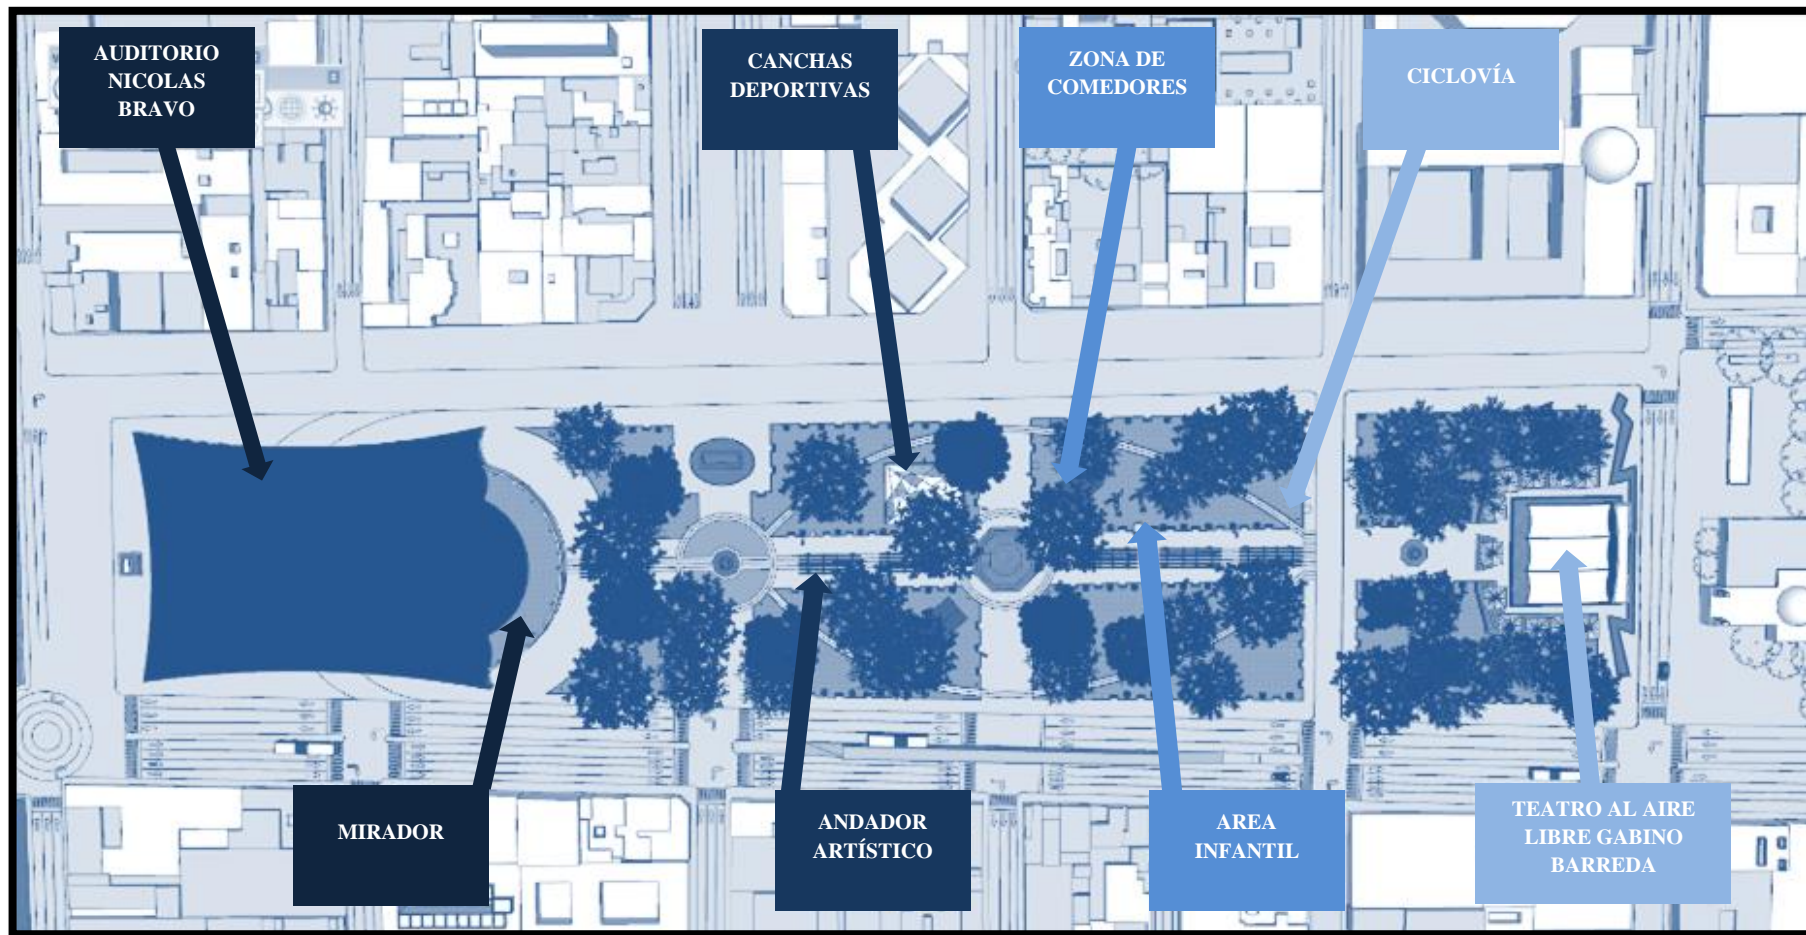 AUDITORIO
NICOLAS
BRAVO
CANCHAS
DEPORTIVAS
ZONA DE
COMEDORES
CICLOVÍA
MIRADOR
ANDADOR
ARTÍSTICO
AREA
INFANTIL
TEATRO AL AIRE
LIBRE GABINO
BARREDA